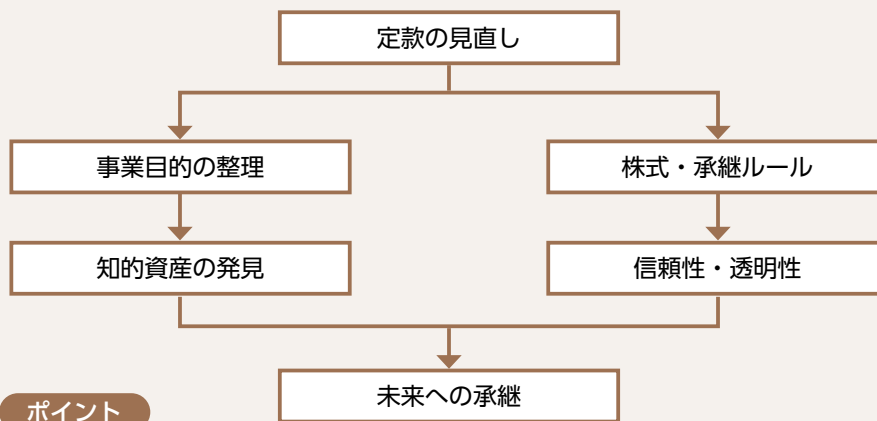 定款の見直し
事業目的の整理
株式・承継ルール
知的資産の発見
信頼性・透明性
未来への承継
ポイント